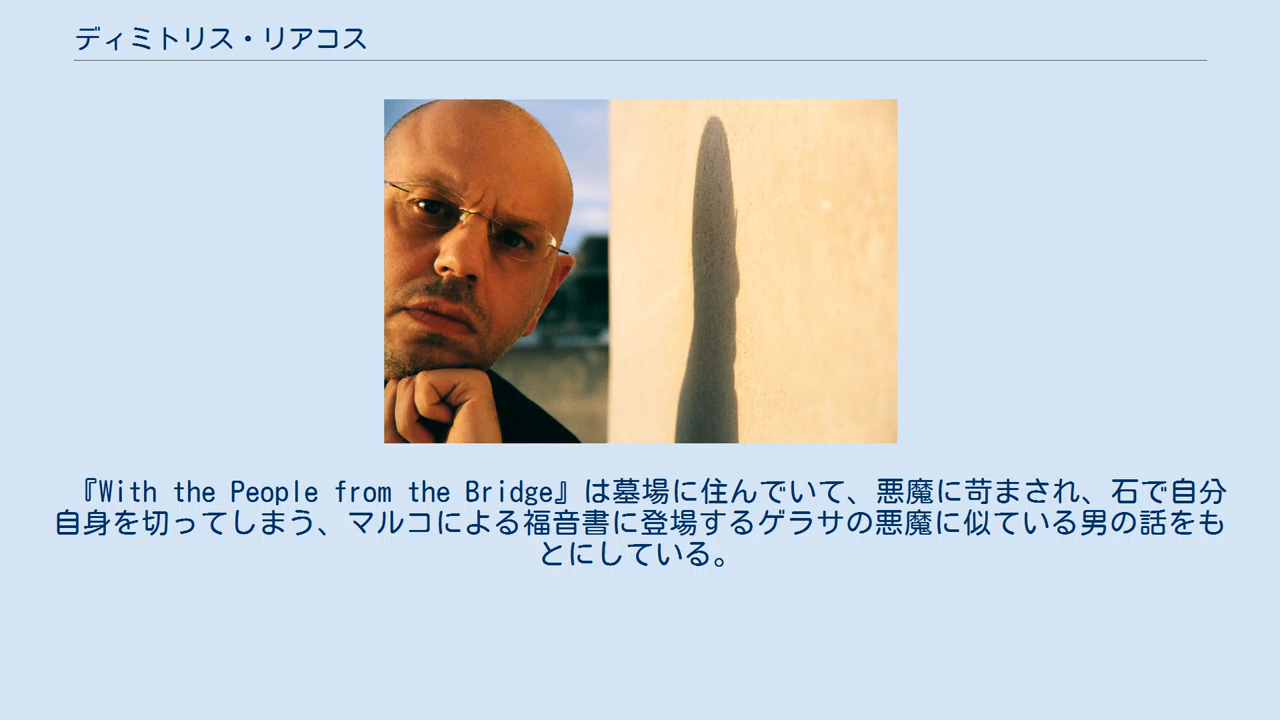 ディミトリス・リアコス
『With the People from the Bridge』は墓場に住んでいて、悪魔に苛まされ、石で自分
自身を切ってしまう、マルコによる福音書に登場するゲラサの悪魔に似ている男の話をも
とにしている。